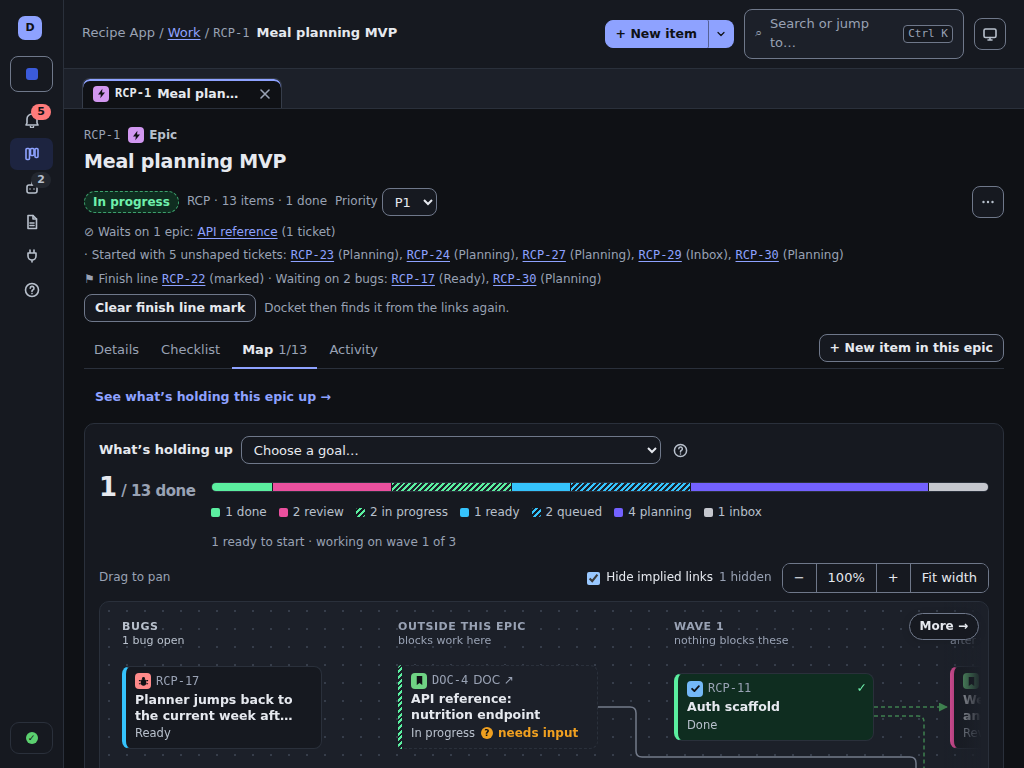 D
Recipe App / Work / RCP-1 Meal planning MVP
+ New item
Search or jump to…
Ctrl K
5
2
RCP-1 Meal plan…
RCP-1 Epic
Meal planning MVP
In progress RCP · 13 items · 1 done Priority P1
⊘ Waits on 1 epic: API reference (1 ticket)
· Started with 5 unshaped tickets: RCP-23 (Planning), RCP-24 (Planning), RCP-27 (Planning), RCP-29 (Inbox), RCP-30 (Planning)
⚑ Finish line RCP-22 (marked) · Waiting on 2 bugs: RCP-17 (Ready), RCP-30 (Planning)
Clear finish line mark Docket then finds it from the links again.
Details Checklist Map 1/13 Activity
+ New item in this epic
See what’s holding this epic up →
What’s holding up Choose a goal…
1 / 13 done
1 done 2 review 2 in progress 1 ready 2 queued 4 planning 1 inbox
1 ready to start · working on wave 1 of 3
Drag to pan
Hide implied links 1 hidden
− 100% + Fit width
BUGS
1 bug open
OUTSIDE THIS EPIC
blocks work here
WAVE 1
nothing blocks these
More →
RCP-17
Planner jumps back to
the current week aft…
Ready
DOC-4 DOC ↗
API reference:
nutrition endpoint
In progress ? needs input
RCP-11 ✓
Auth scaffold
Done